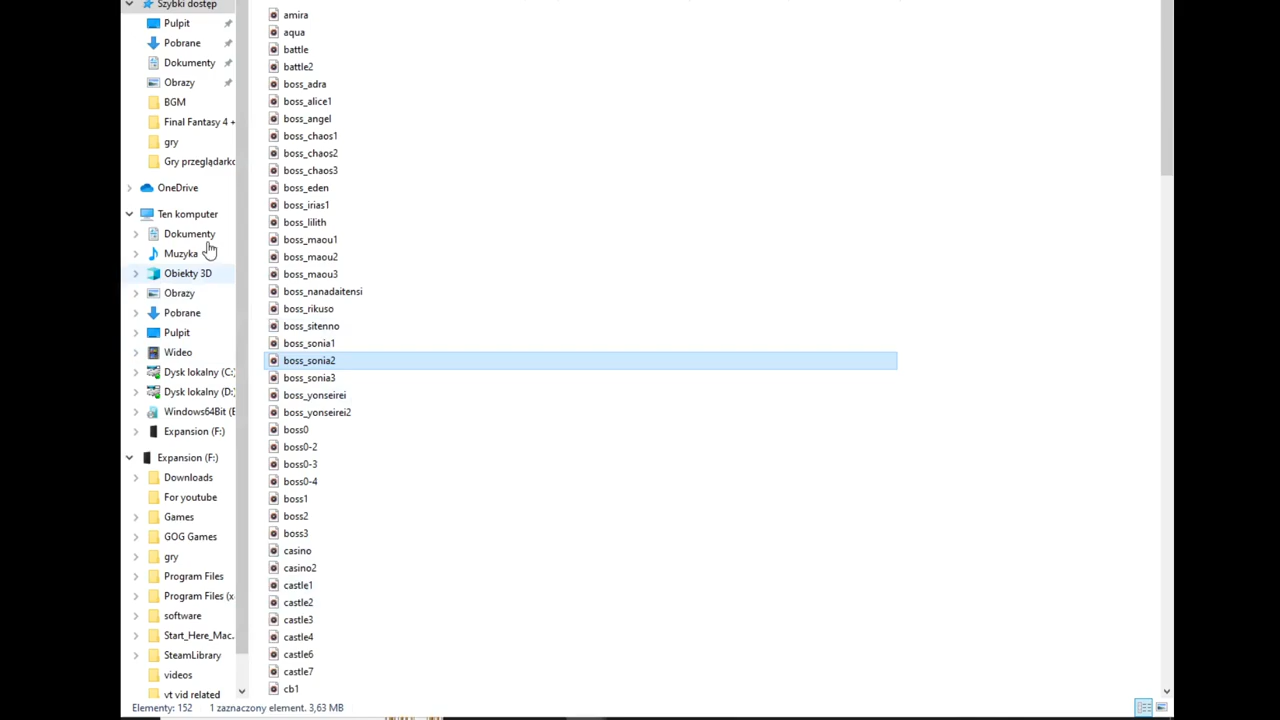 Szybki dostęp
Pulpit
Pobrane
Dokumenty
Obrazy
BGM
Final Fantasy 4 +
gry
Gry przeglądarko
OneDrive
Ten komputer
Dokumenty
Muzyka
Obiekty 3D
Obrazy
Pobrane
Pulpit
Wideo
Dysk lokalny (C:)
Dysk lokalny (D:)
Windows64Bit (E
Expansion (F:)
Expansion (F:)
Downloads
For youtube
Games
GOG Games
gry
Program Files
Program Files (x
software
Start_Here_Mac.
SteamLibrary
videos
vt vid related
amira
aqua
battle
battle2
boss_adra
boss_alice1
boss_angel
boss_chaos1
boss_chaos2
boss_chaos3
boss_eden
boss_irias1
boss_lilith
boss_maou1
boss_maou2
boss_maou3
boss_nanadaitensi
boss_rikuso
boss_sitenno
boss_sonia1
boss_sonia2
boss_sonia3
boss_yonseirei
boss_yonseirei2
boss0
boss0-2
boss0-3
boss0-4
boss1
boss2
boss3
casino
casino2
castle1
castle2
castle3
castle4
castle6
castle7
cb1
Elementy: 152 1 zaznaczony element. 3,63 MB